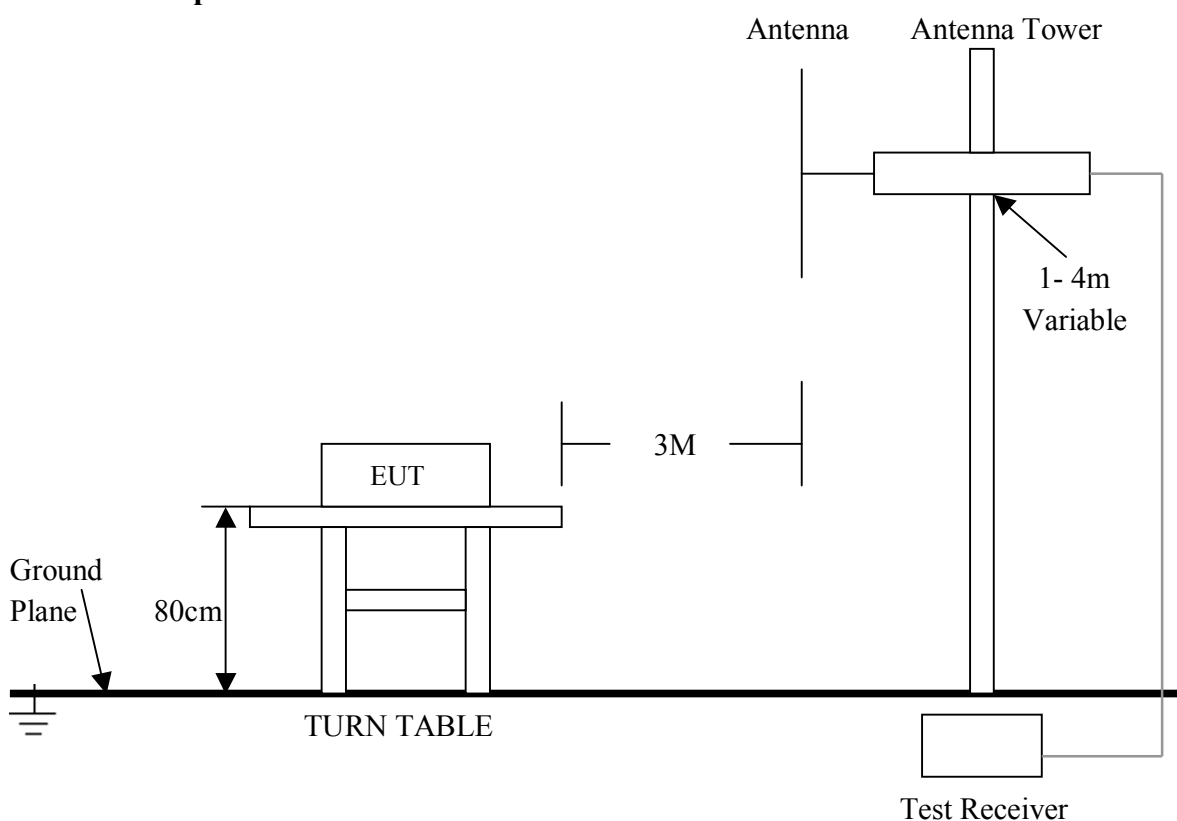 Antenna
Antenna Tower
1- 4m
Variable
3M
EUT
Ground
Plane
80cm
TURN TABLE
Test Receiver